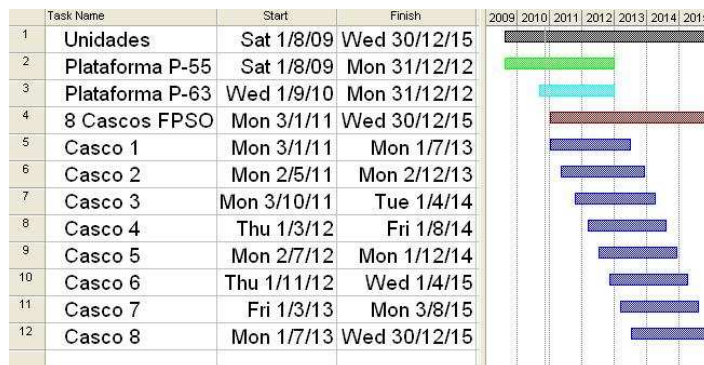 Task Name Start Finish 2009 2010 2011 2012 2013 2014 2015
1 Unidades Sat 1/8/09 Wed 30/12/15
2 Plataforma P-55 Sat 1/8/09 Mon 31/12/12
3 Plataforma P-63 Wed 1/9/10 Mon 31/12/12
4 8 Cascos FPSO Mon 3/1/11 Wed 30/12/15
5 Casco 1 Mon 3/1/11 Mon 1/7/13
6 Casco 2 Mon 2/5/11 Mon 2/12/13
7 Casco 3 Mon 3/10/11 Tue 1/4/14
8 Casco 4 Thu 1/3/12 Fri 1/8/14
9 Casco 5 Mon 2/7/12 Mon 1/12/14
10 Casco 6 Thu 1/11/12 Wed 1/4/15
11 Casco 7 Fri 1/3/13 Mon 3/8/15
12 Casco 8 Mon 1/7/13 Wed 30/12/15